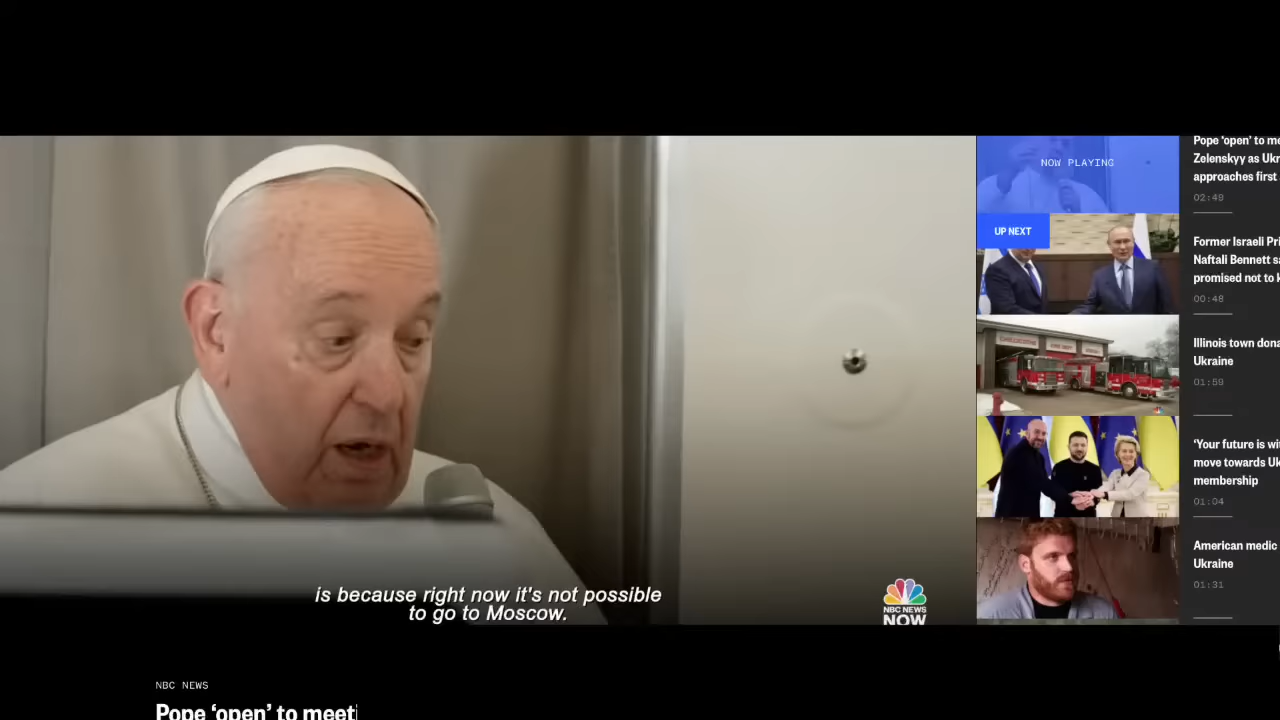 is because right now it's not possible
to go to Moscow.
NBC NEWS
NOW
NOW PLAYING
Pope ‘open’ to me
Zelenskyy as Ukr
approaches first
02:49
UP NEXT
Former Israeli Pri
Naftali Bennett sa
promised not to k
00:48
Illinois town dona
Ukraine
01:59
‘Your future is wit
move towards Uk
membership
01:04
American medic
Ukraine
01:31
NBC NEWS
Pope ‘open’ to meet